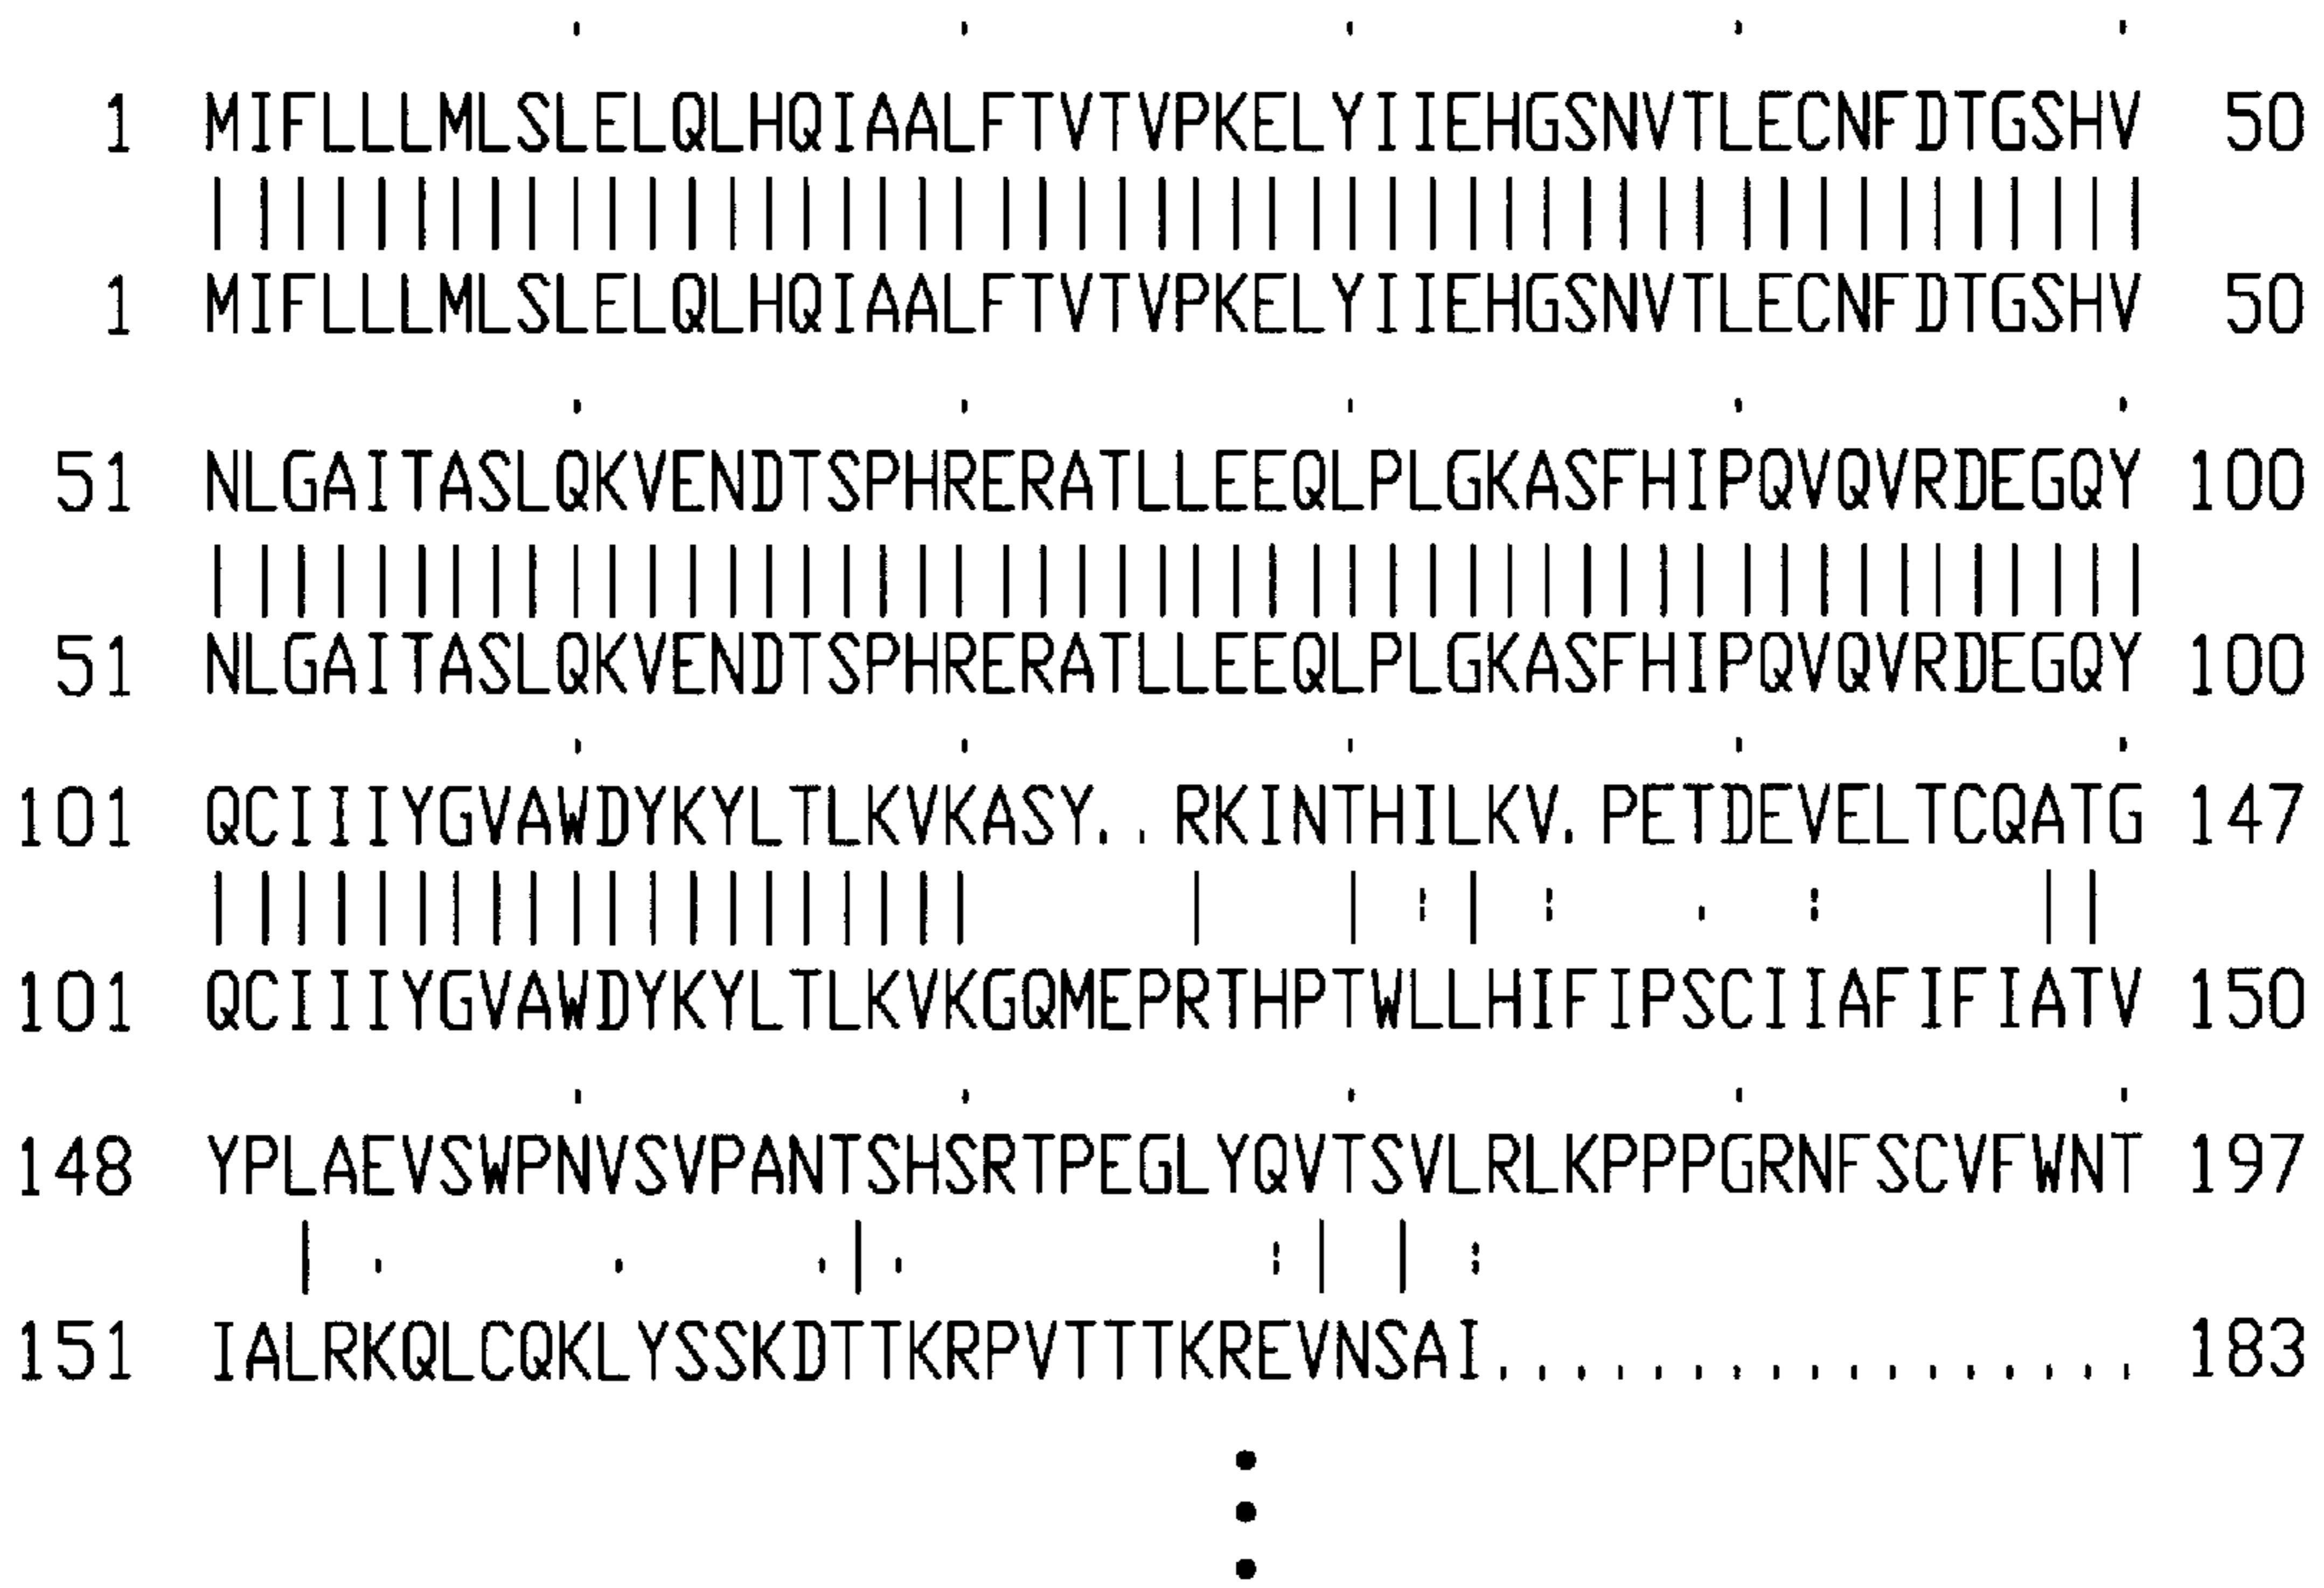 1 MIFLLLMLSLELQLHQIAALFTVTVPKELYIIEHGSNVTLECNFDTGSHV 50
1 MIFLLLMLSLELQLHQIAALFTVTVPKELYIIEHGSNVTLECNFDTGSHV 50
51 NLGAITASLQKVENDTSPHRERATLLEEQLPLGKASFHIPQVQVRDEGQY 100
51 NLGAITASLQKVENDTSPHRERATLLEEQLPLGKASFHIPQVQVRDEGQY 100
101 QCIIIYGVAWDYKYLTLKVKASY..RKINTHILKV.PETDEVELTCQATG 147
101 QCIIIYGVAWDYKYLTLKVKGQMEPRTHPTWLLHIFIPSCIIAFIFIATV 150
148 YPLAEVSWPNVSVPANTSHSRTPEGLYQVTSVLRLKPPPGRNFSCVFWNT 197
151 IALRKQLCQKLYSSKDTTKRPVTTTKREVNSAI................. 183